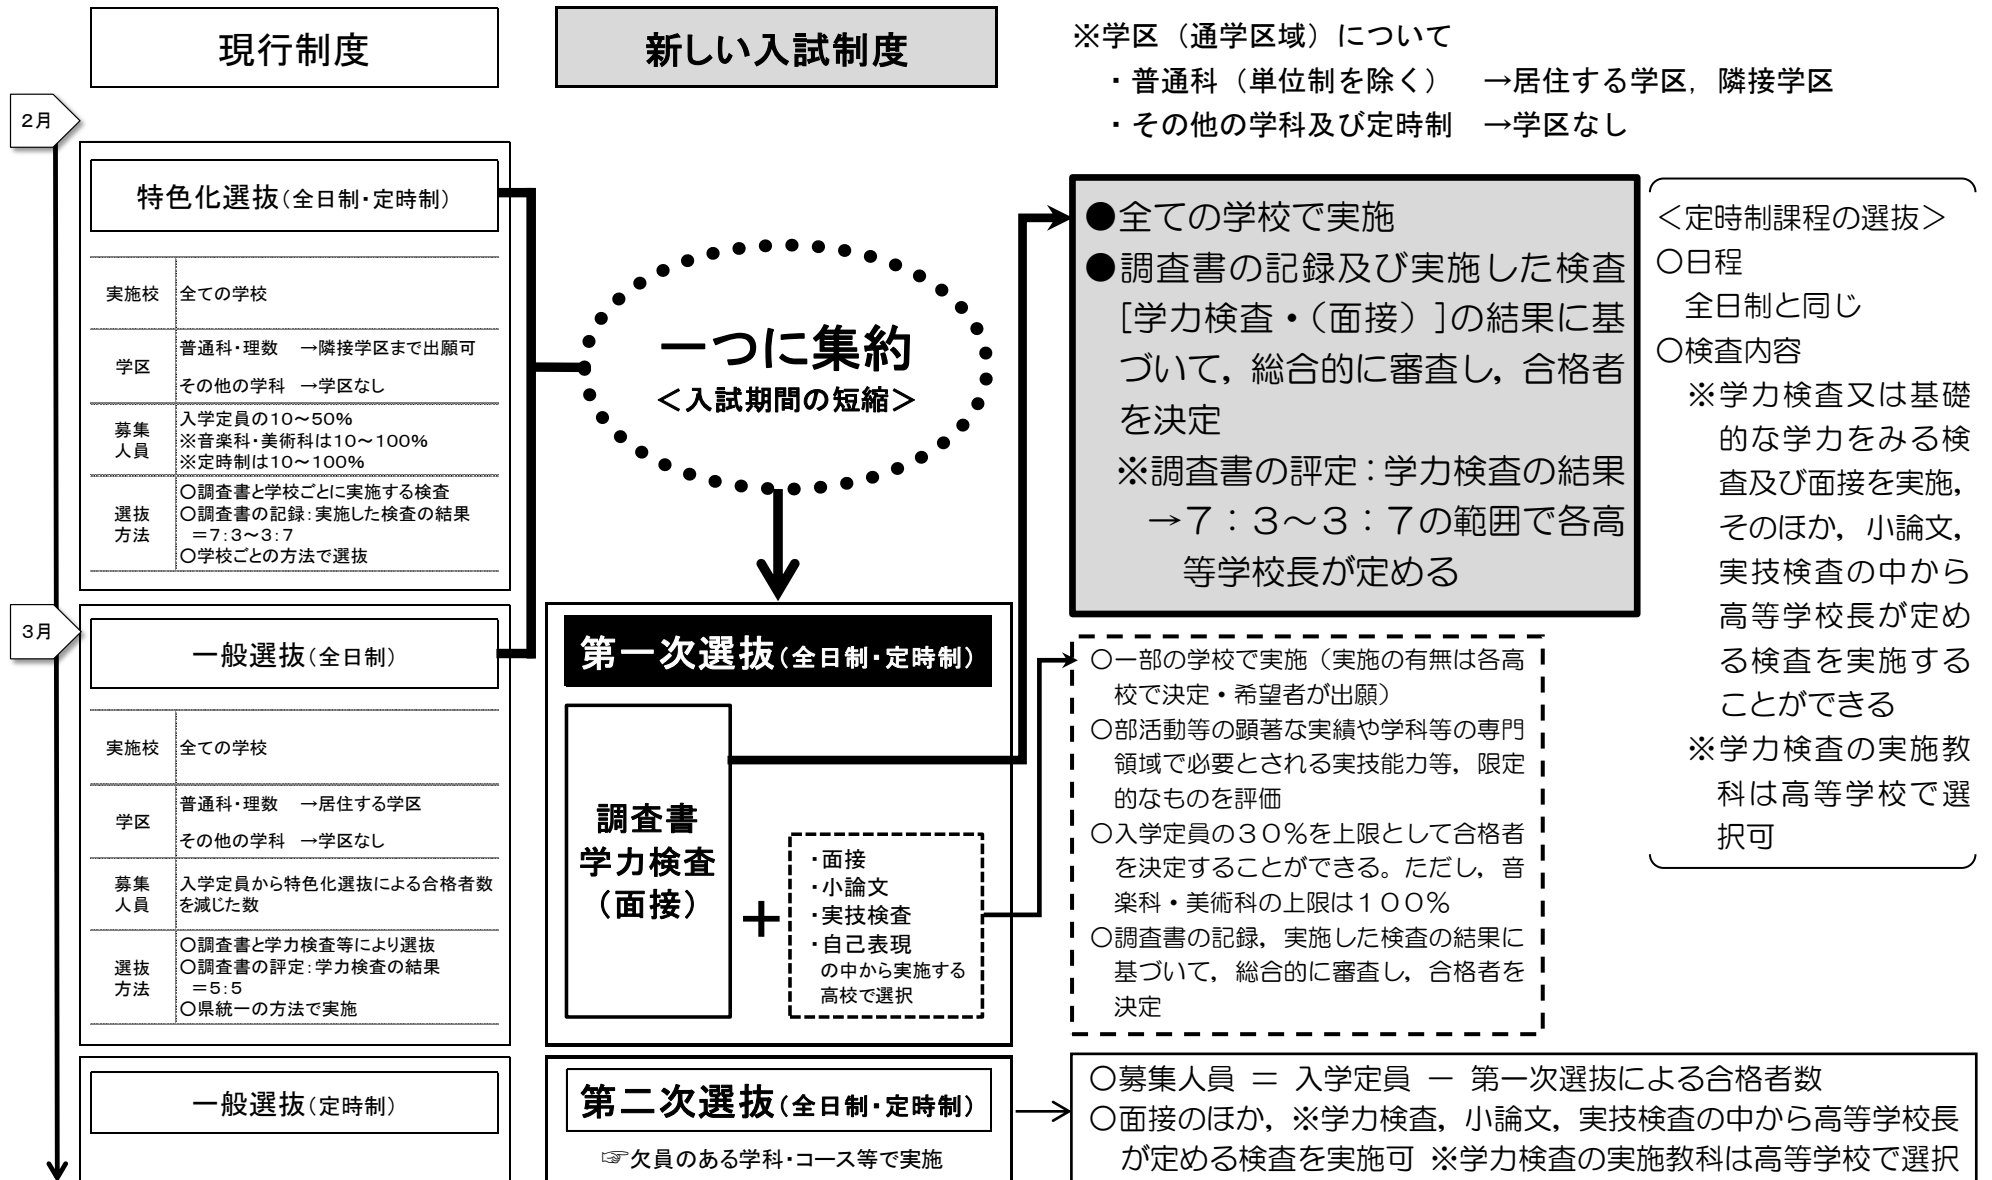 現行制度
新しい入試制度
※学区（通学区域）について
・普通科（単位制を除く）　→居住する学区，隣接学区
・その他の学科及び定時制　→学区なし
2月
特色化選抜（全日制・定時制）
実施校
全ての学校
学区
普通科・理数　→隣接学区まで出願可
その他の学科　→学区なし
募集
人員
入学定員の10～50％
※音楽科・美術科は10～100％
※定時制は10～100％
選抜
方法
○調査書と学校ごとに実施する検査
○調査書の記録：実施した検査の結果
＝7：3～3：7
○学校ごとの方法で選抜
3月
一般選抜（全日制）
実施校
全ての学校
学区
普通科・理数　→居住する学区
その他の学科　→学区なし
募集
人員
入学定員から特色化選抜による合格者数
を減じた数
選抜
方法
○調査書と学力検査等により選抜
○調査書の評定：学力検査の結果
＝5：5
○県統一の方法で実施
一般選抜（定時制）
一つに集約
＜入試期間の短縮＞
第一次選抜（全日制・定時制）
調査書
学力検査
（面接）
＋
・面接
・小論文
・実技検査
・自己表現
の中から実施する
高校で選択
第二次選抜（全日制・定時制）
☞欠員のある学科・コース等で実施
●全ての学校で実施
●調査書の記録及び実施した検査
[学力検査・（面接）]の結果に基
づいて，総合的に審査し，合格者
を決定
※調査書の評定：学力検査の結果
→７：３～３：７の範囲で各高
等学校長が定める
○一部の学校で実施（実施の有無は各高
校で決定・希望者が出願）
○部活動等の顕著な実績や学科等の専門
領域で必要とされる実技能力等，限定
的なものを評価
○入学定員の３０％を上限として合格者
を決定することができる。ただし，音
楽科・美術科の上限は１００％
○調査書の記録，実施した検査の結果に
基づいて，総合的に審査し，合格者を
決定
＜定時制課程の選抜＞
○日程
全日制と同じ
○検査内容
※学力検査又は基礎
的な学力をみる検
査及び面接を実施，
そのほか，小論文，
実技検査の中から
高等学校長が定め
る検査を実施する
ことができる
※学力検査の実施教
科は高等学校で選
択可
○募集人員 ＝ 入学定員 － 第一次選抜による合格者数
○面接のほか，※学力検査，小論文，実技検査の中から高等学校長
が定める検査を実施可 ※学力検査の実施教科は高等学校で選択